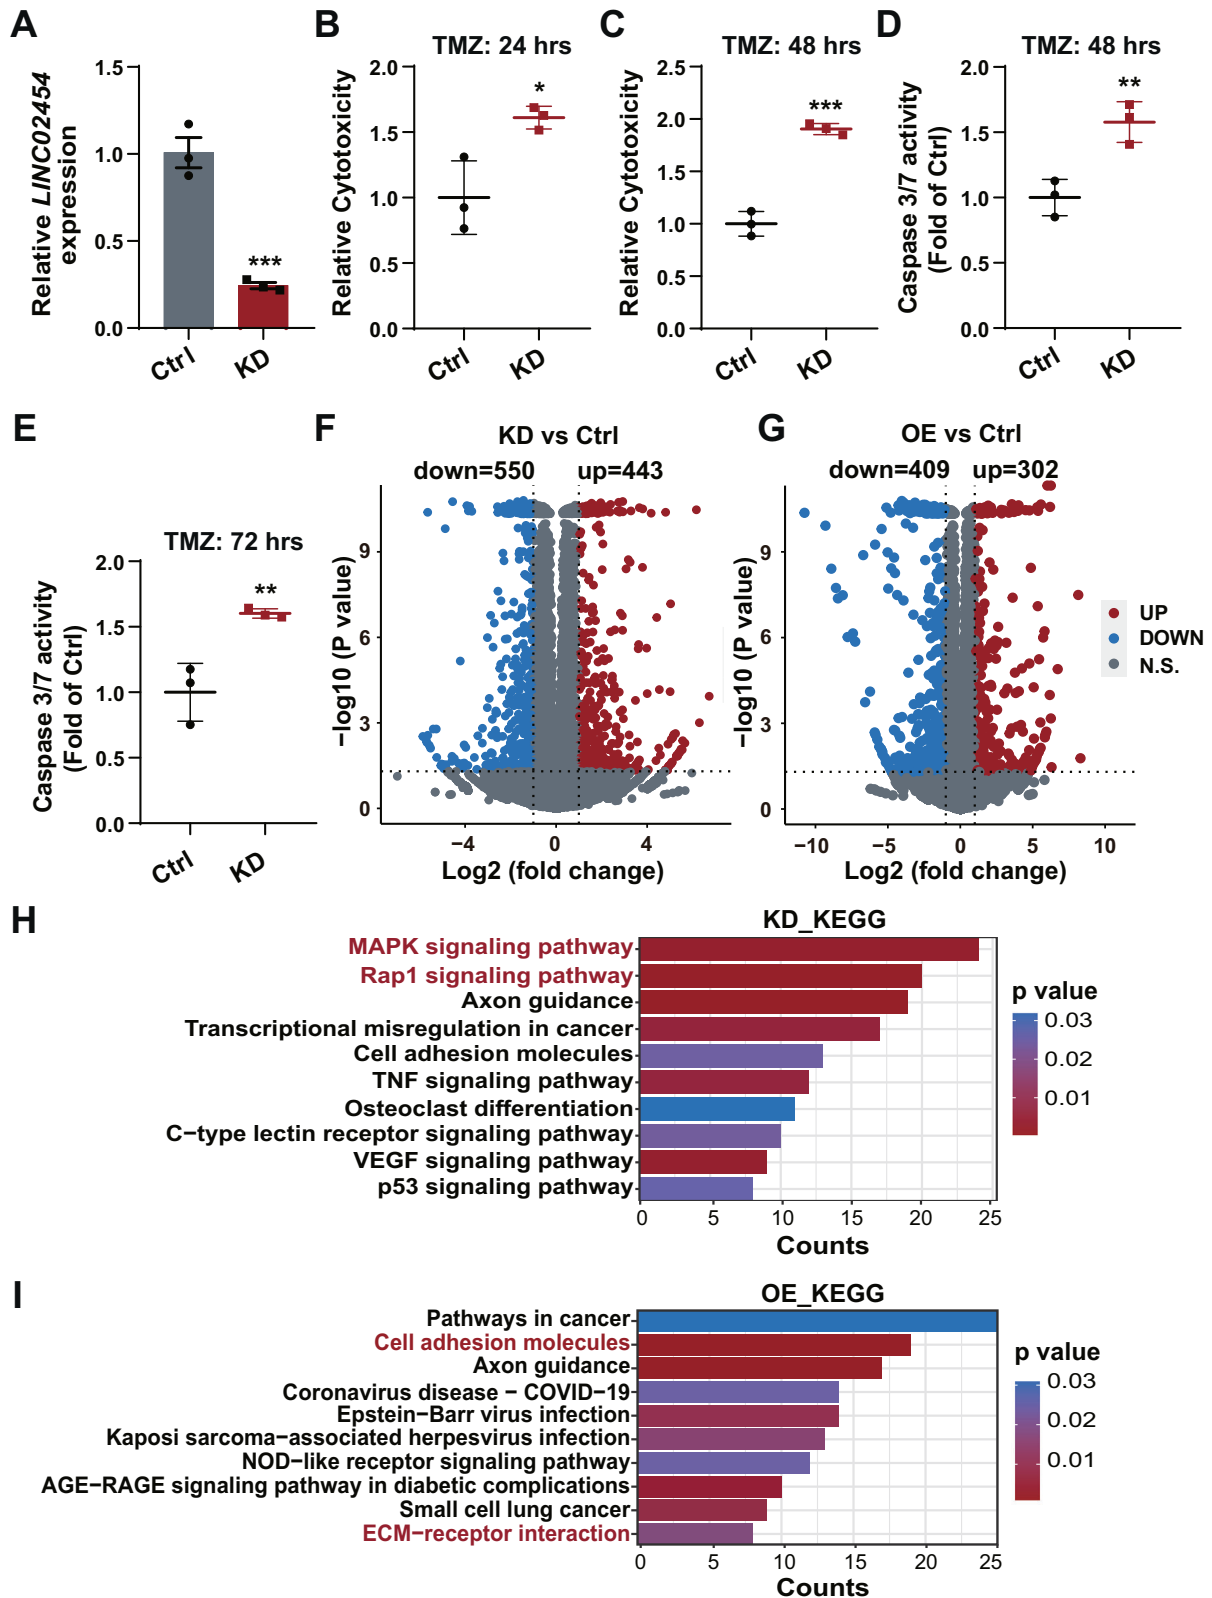 A
Relative LINC02454
expression
1.5
1.0
0.5
0.0
***
Ctrl
KD
B
TMZ: 24 hrs
Relative Cytotoxicity
2.0
1.5
1.0
0.5
0.0
*
Ctrl
KD
C
TMZ: 48 hrs
Relative Cytotoxicity
2.5
2.0
1.5
1.0
0.5
0.0
***
Ctrl
KD
D
TMZ: 48 hrs
Caspase 3/7 activity
(Fold of Ctrl)
2.0
1.5
1.0
0.5
0.0
**
Ctrl
KD
E
TMZ: 72 hrs
Caspase 3/7 activity
(Fold of Ctrl)
2.0
1.5
1.0
0.5
0.0
**
Ctrl
KD
F
KD vs Ctrl
down=550
up=443
−log10 (P value)
9
6
3
0
−4
0
4
Log2 (fold change)
G
OE vs Ctrl
down=409
up=302
−log10 (P value)
9
6
3
0
−10
−5
0
5
10
Log2 (fold change)
UP
DOWN
N.S.
H
KD_KEGG
MAPK signaling pathway
Rap1 signaling pathway
Axon guidance
Transcriptional misregulation in cancer
Cell adhesion molecules
TNF signaling pathway
Osteoclast differentiation
C−type lectin receptor signaling pathway
VEGF signaling pathway
p53 signaling pathway
0
5
10
15
20
25
Counts
p value
0.03
0.02
0.01
I
OE_KEGG
Pathways in cancer
Cell adhesion molecules
Axon guidance
Coronavirus disease − COVID−19
Epstein−Barr virus infection
Kaposi sarcoma−associated herpesvirus infection
NOD−like receptor signaling pathway
AGE−RAGE signaling pathway in diabetic complications
Small cell lung cancer
ECM−receptor interaction
0
5
10
15
20
25
Counts
p value
0.03
0.02
0.01